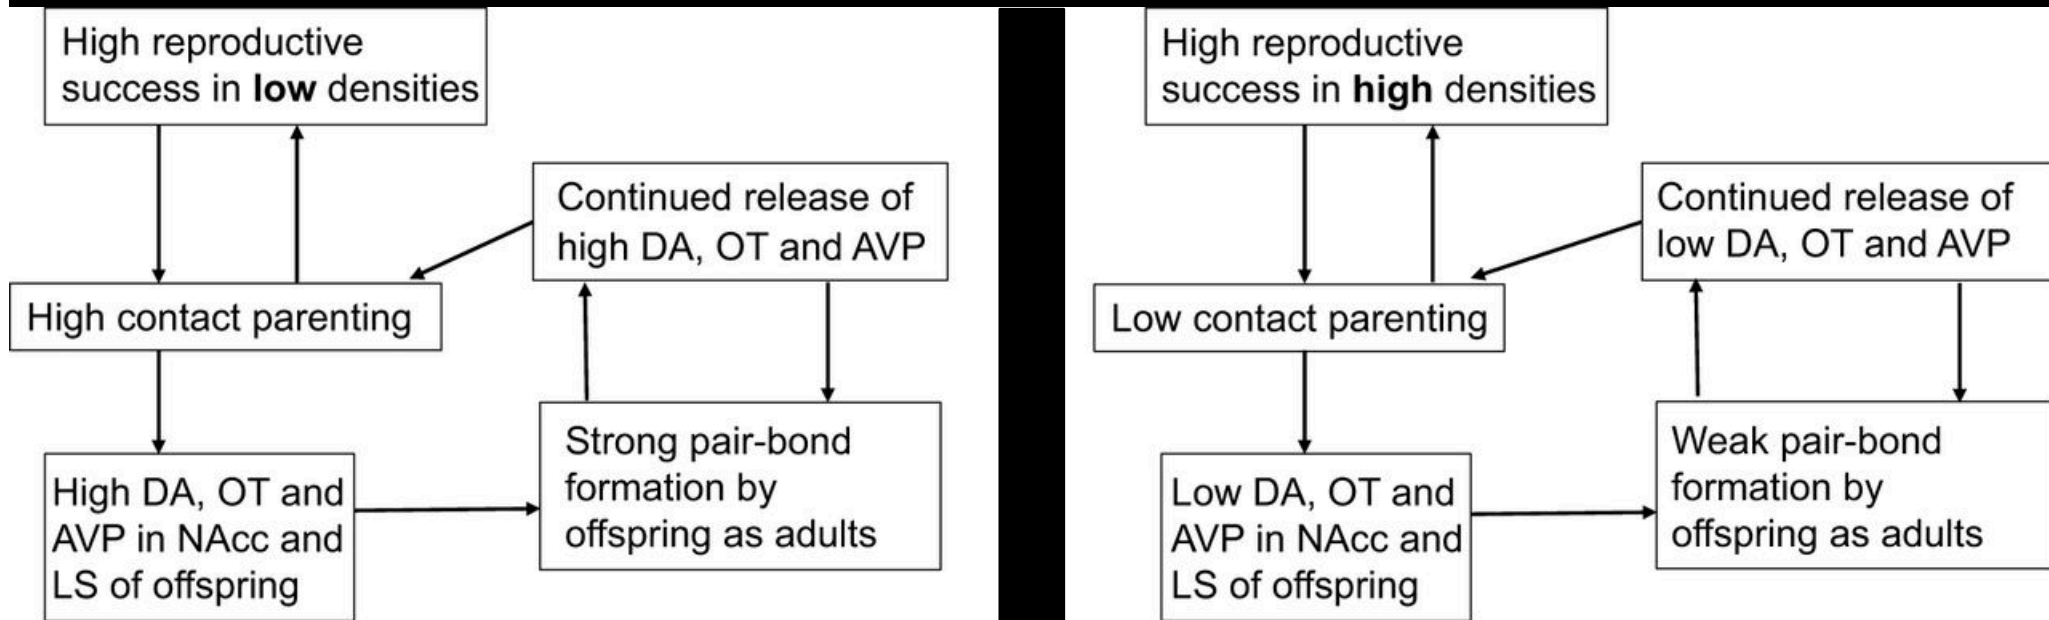 High reproductive
success in low densities
Continued release of
high DA, OT and AVP
High contact parenting
Strong pair-bond
formation by
offspring as adults
High DA, OT and
AVP in NAcc and
LS of offspring
High reproductive
success in high densities
Continued release of
low DA, OT and AVP
Low contact parenting
Weak pair-bond
formation by
offspring as adults
Low DA, OT and
AVP in NAcc and
LS of offspring